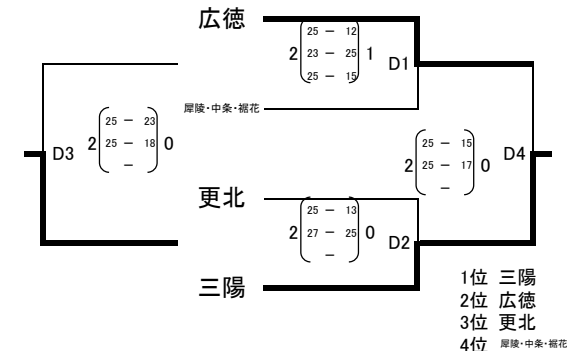 広徳
25 － 12
2 23 － 25 1
25 － 15
D1
犀陵・中条・裾花
25 － 23
2 25 － 18 0
－
D3
25 － 15
2 25 － 17 0
－
D4
更北
25 － 13
2 27 － 25 0
－
D2
三陽
1位 三陽
2位 広徳
3位 更北
4位 犀陵・中条・裾花